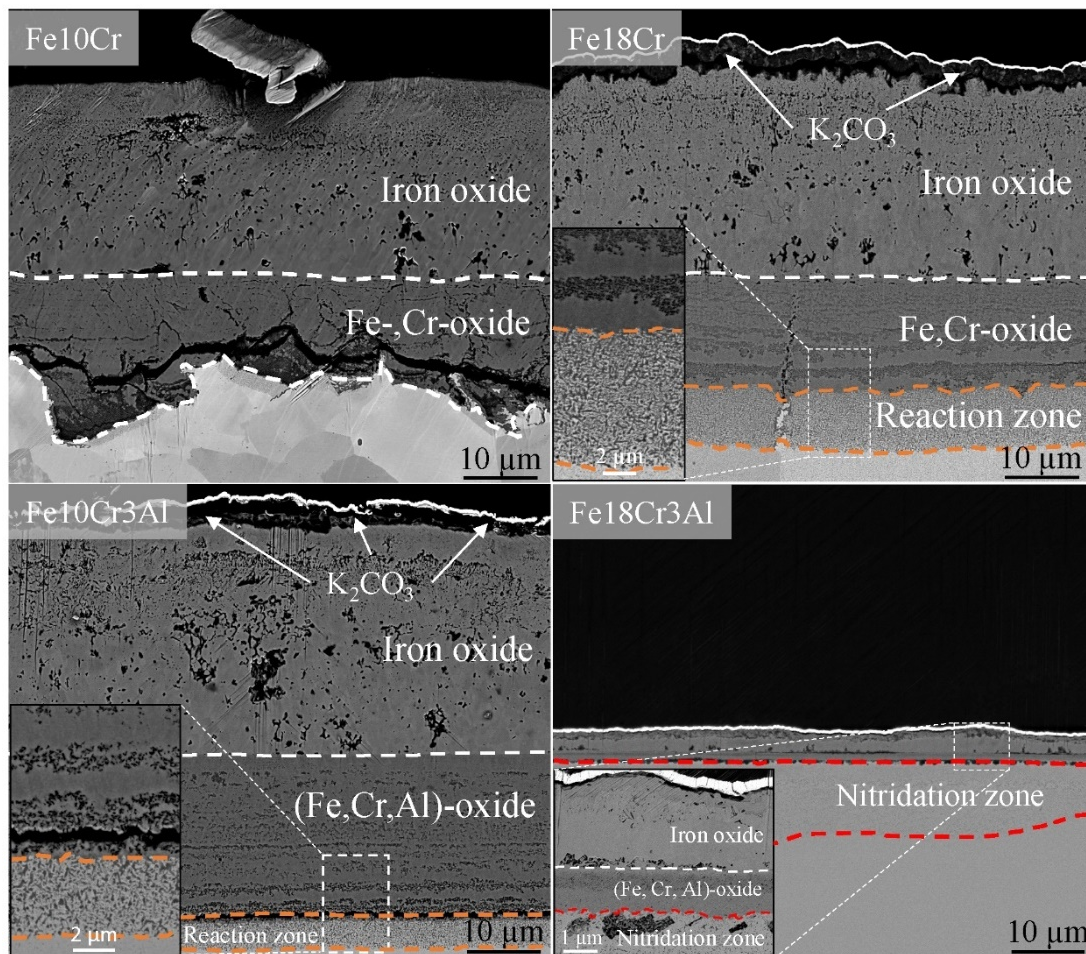 Fe10Cr
Iron oxide
Fe-,Cr-oxide
10 µm
Fe18Cr
K₂CO₃
Iron oxide
Fe,Cr-oxide
Reaction zone
2 µm
10 µm
Fe10Cr3Al
K₂CO₃
Iron oxide
(Fe,Cr,Al)-oxide
Reaction zone
2 µm
10 µm
Fe18Cr3Al
Nitridation zone
Iron oxide
(Fe, Cr, Al)-oxide
Nitridation zone
1 µm
10 µm